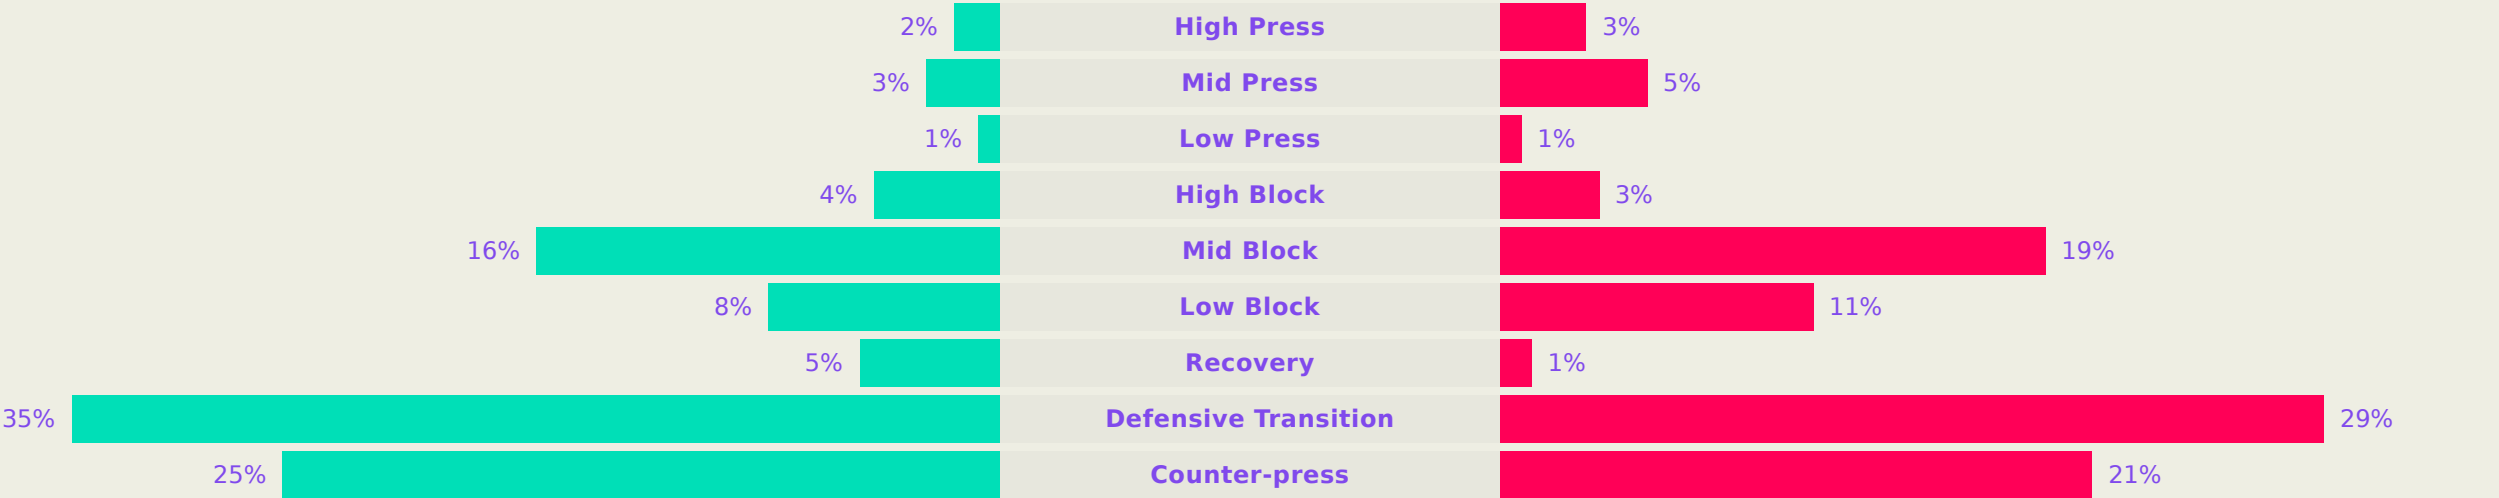 2% High Press 3%
3% Mid Press 5%
1% Low Press 1%
4% High Block 3%
16% Mid Block 19%
8% Low Block 11%
5% Recovery 1%
35% Defensive Transition 29%
25% Counter-press 21%